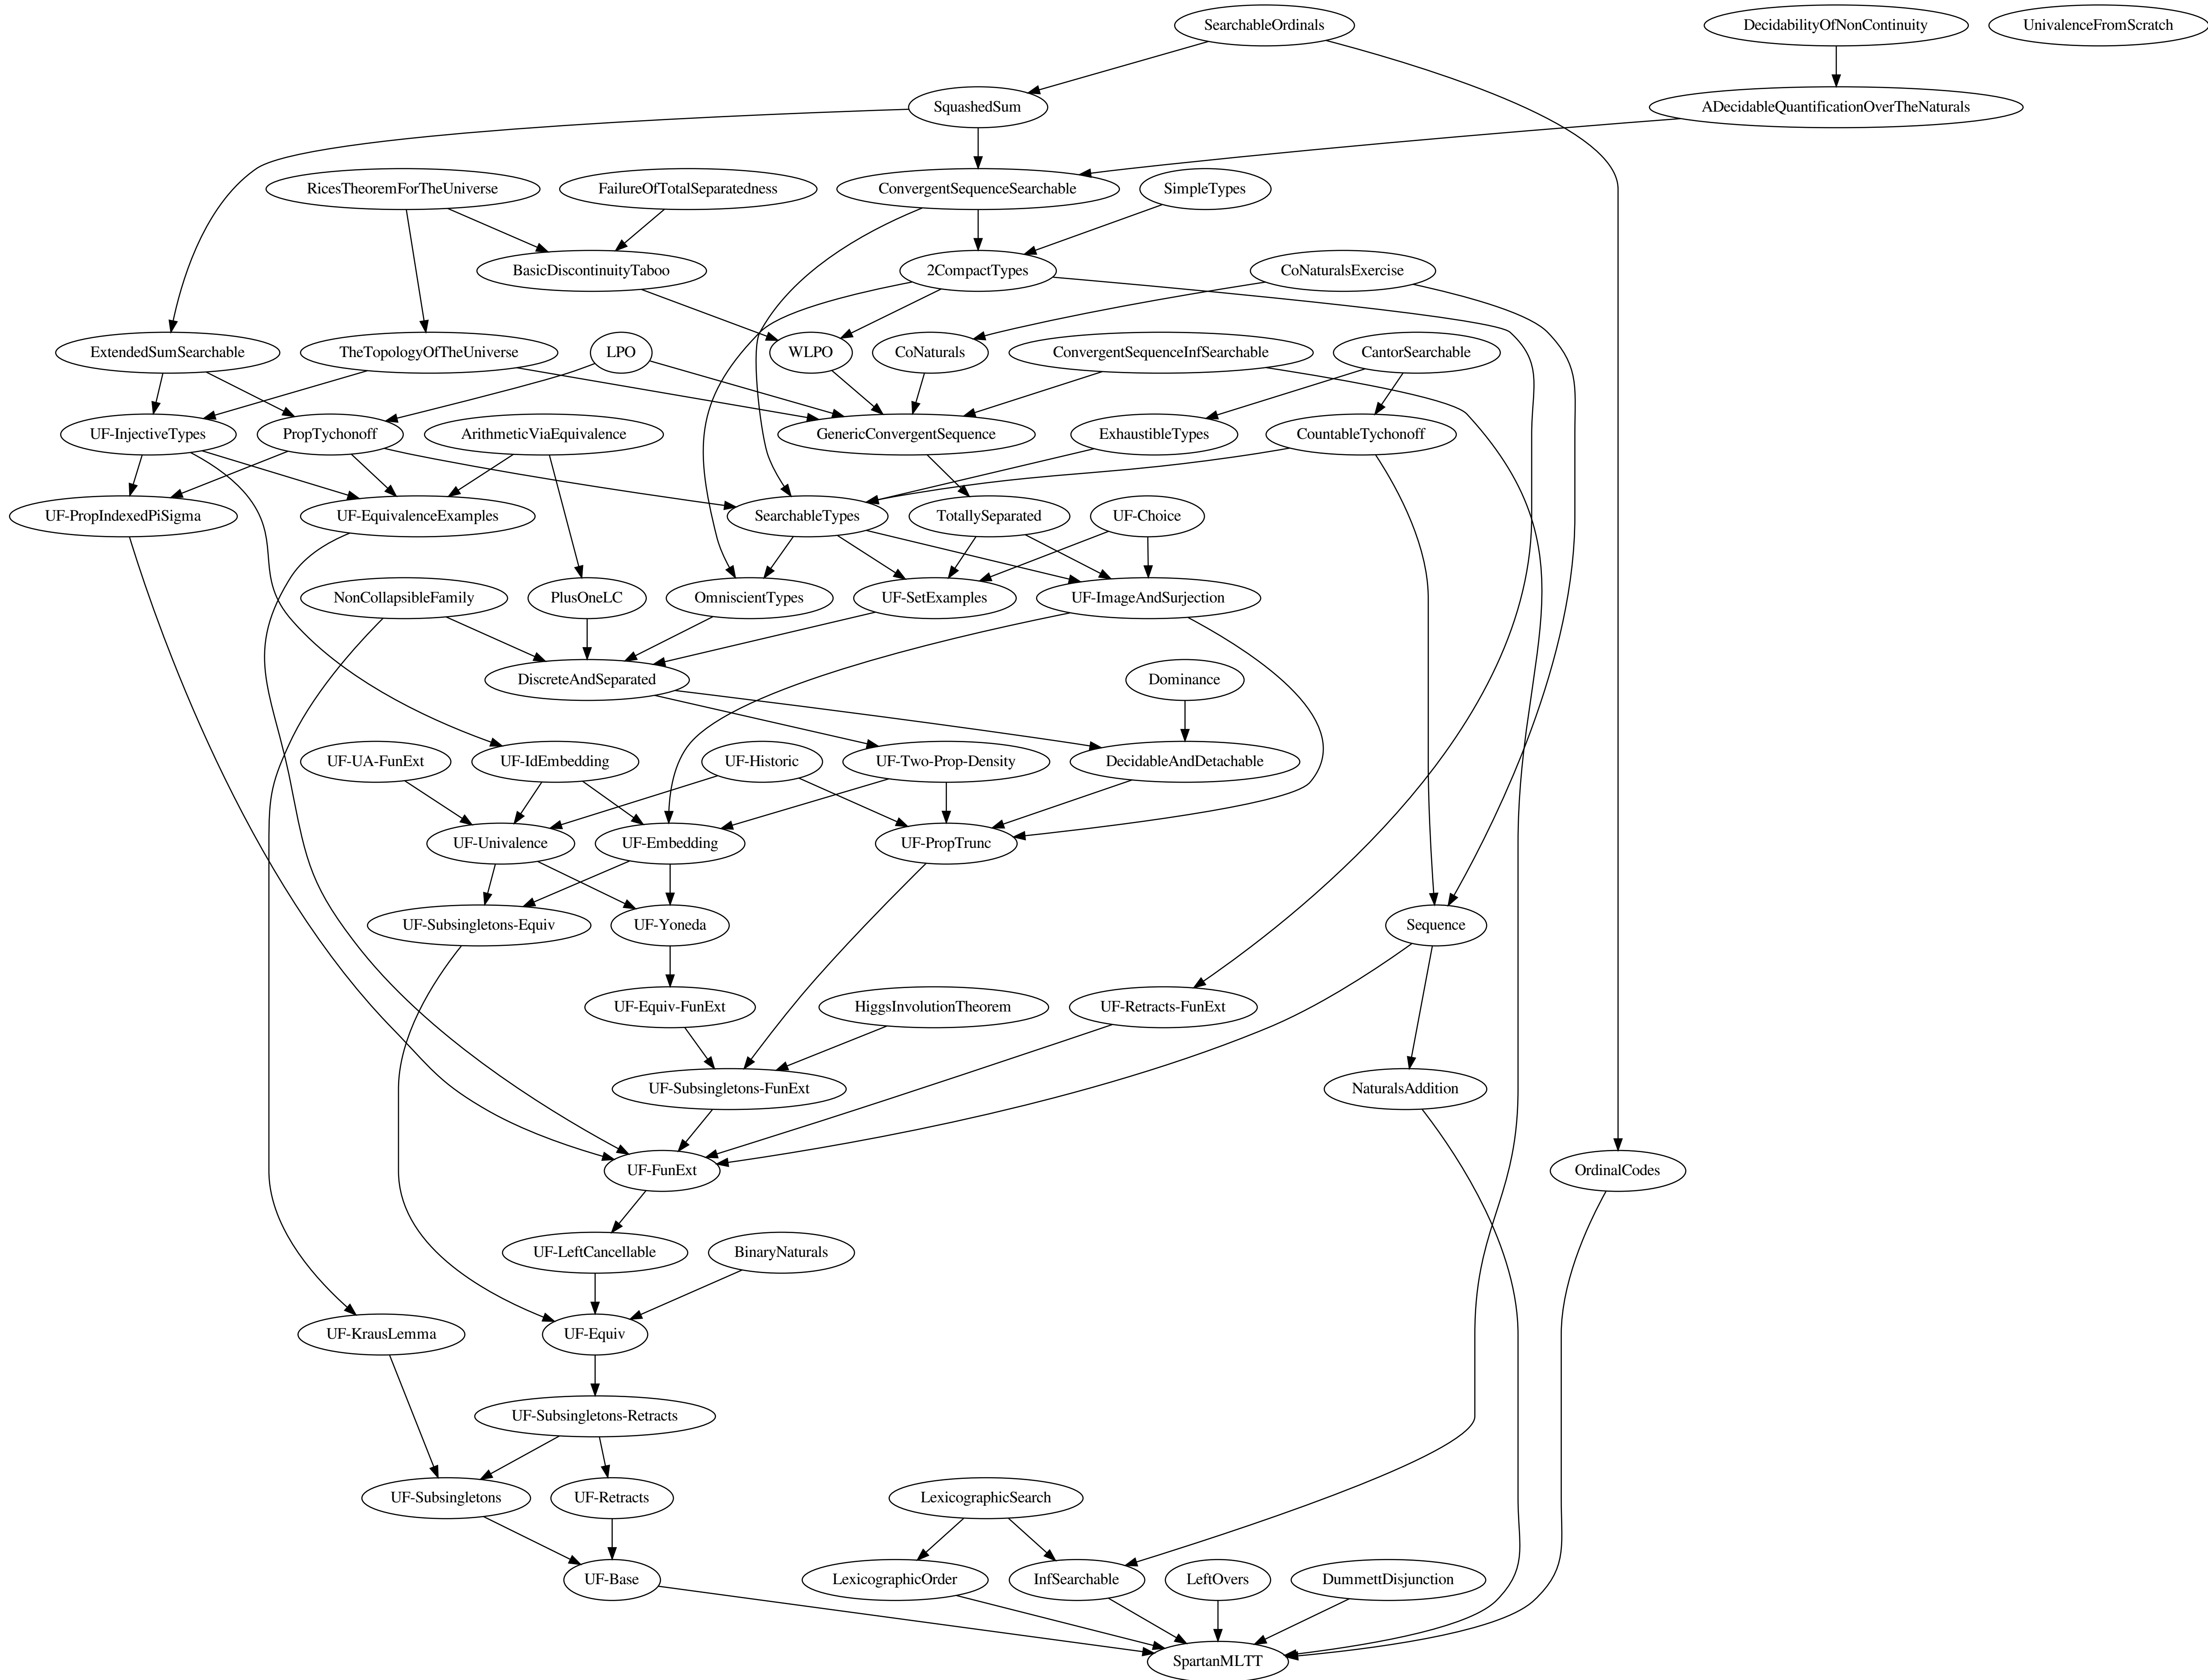 SearchableOrdinals
DecidabilityOfNonContinuity
UnivalenceFromScratch
SquashedSum
ADecidableQuantificationOverTheNaturals
RicesTheoremForTheUniverse
FailureOfTotalSeparatedness
ConvergentSequenceSearchable
SimpleTypes
BasicDiscontinuityTaboo
2CompactTypes
CoNaturalsExercise
ExtendedSumSearchable
TheTopologyOfTheUniverse
LPO
WLPO
CoNaturals
ConvergentSequenceInfSearchable
CantorSearchable
UF-InjectiveTypes
PropTychonoff
ArithmeticViaEquivalence
GenericConvergentSequence
ExhaustibleTypes
CountableTychonoff
UF-PropIndexedPiSigma
UF-EquivalenceExamples
SearchableTypes
TotallySeparated
UF-Choice
NonCollapsibleFamily
PlusOneLC
OmniscientTypes
UF-SetExamples
UF-ImageAndSurjection
DiscreteAndSeparated
Dominance
UF-UA-FunExt
UF-IdEmbedding
UF-Historic
UF-Two-Prop-Density
DecidableAndDetachable
UF-Univalence
UF-Embedding
UF-PropTrunc
UF-Subsingletons-Equiv
UF-Yoneda
Sequence
UF-Equiv-FunExt
HiggsInvolutionTheorem
UF-Retracts-FunExt
UF-Subsingletons-FunExt
NaturalsAddition
UF-FunExt
OrdinalCodes
UF-LeftCancellable
BinaryNaturals
UF-KrausLemma
UF-Equiv
UF-Subsingletons-Retracts
UF-Subsingletons
UF-Retracts
LexicographicSearch
UF-Base
LexicographicOrder
InfSearchable
LeftOvers
DummettDisjunction
SpartanMLTT